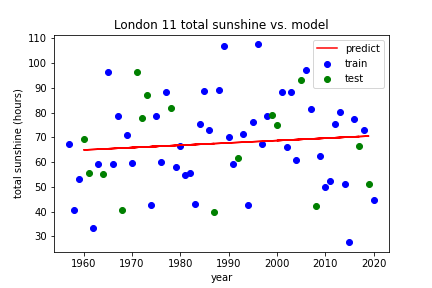 London 11 total sunshine vs. model
predict
train
test
total sunshine (hours)
110
100
90
80
70
60
50
40
30
1960 1970 1980 1990 2000 2010 2020
year